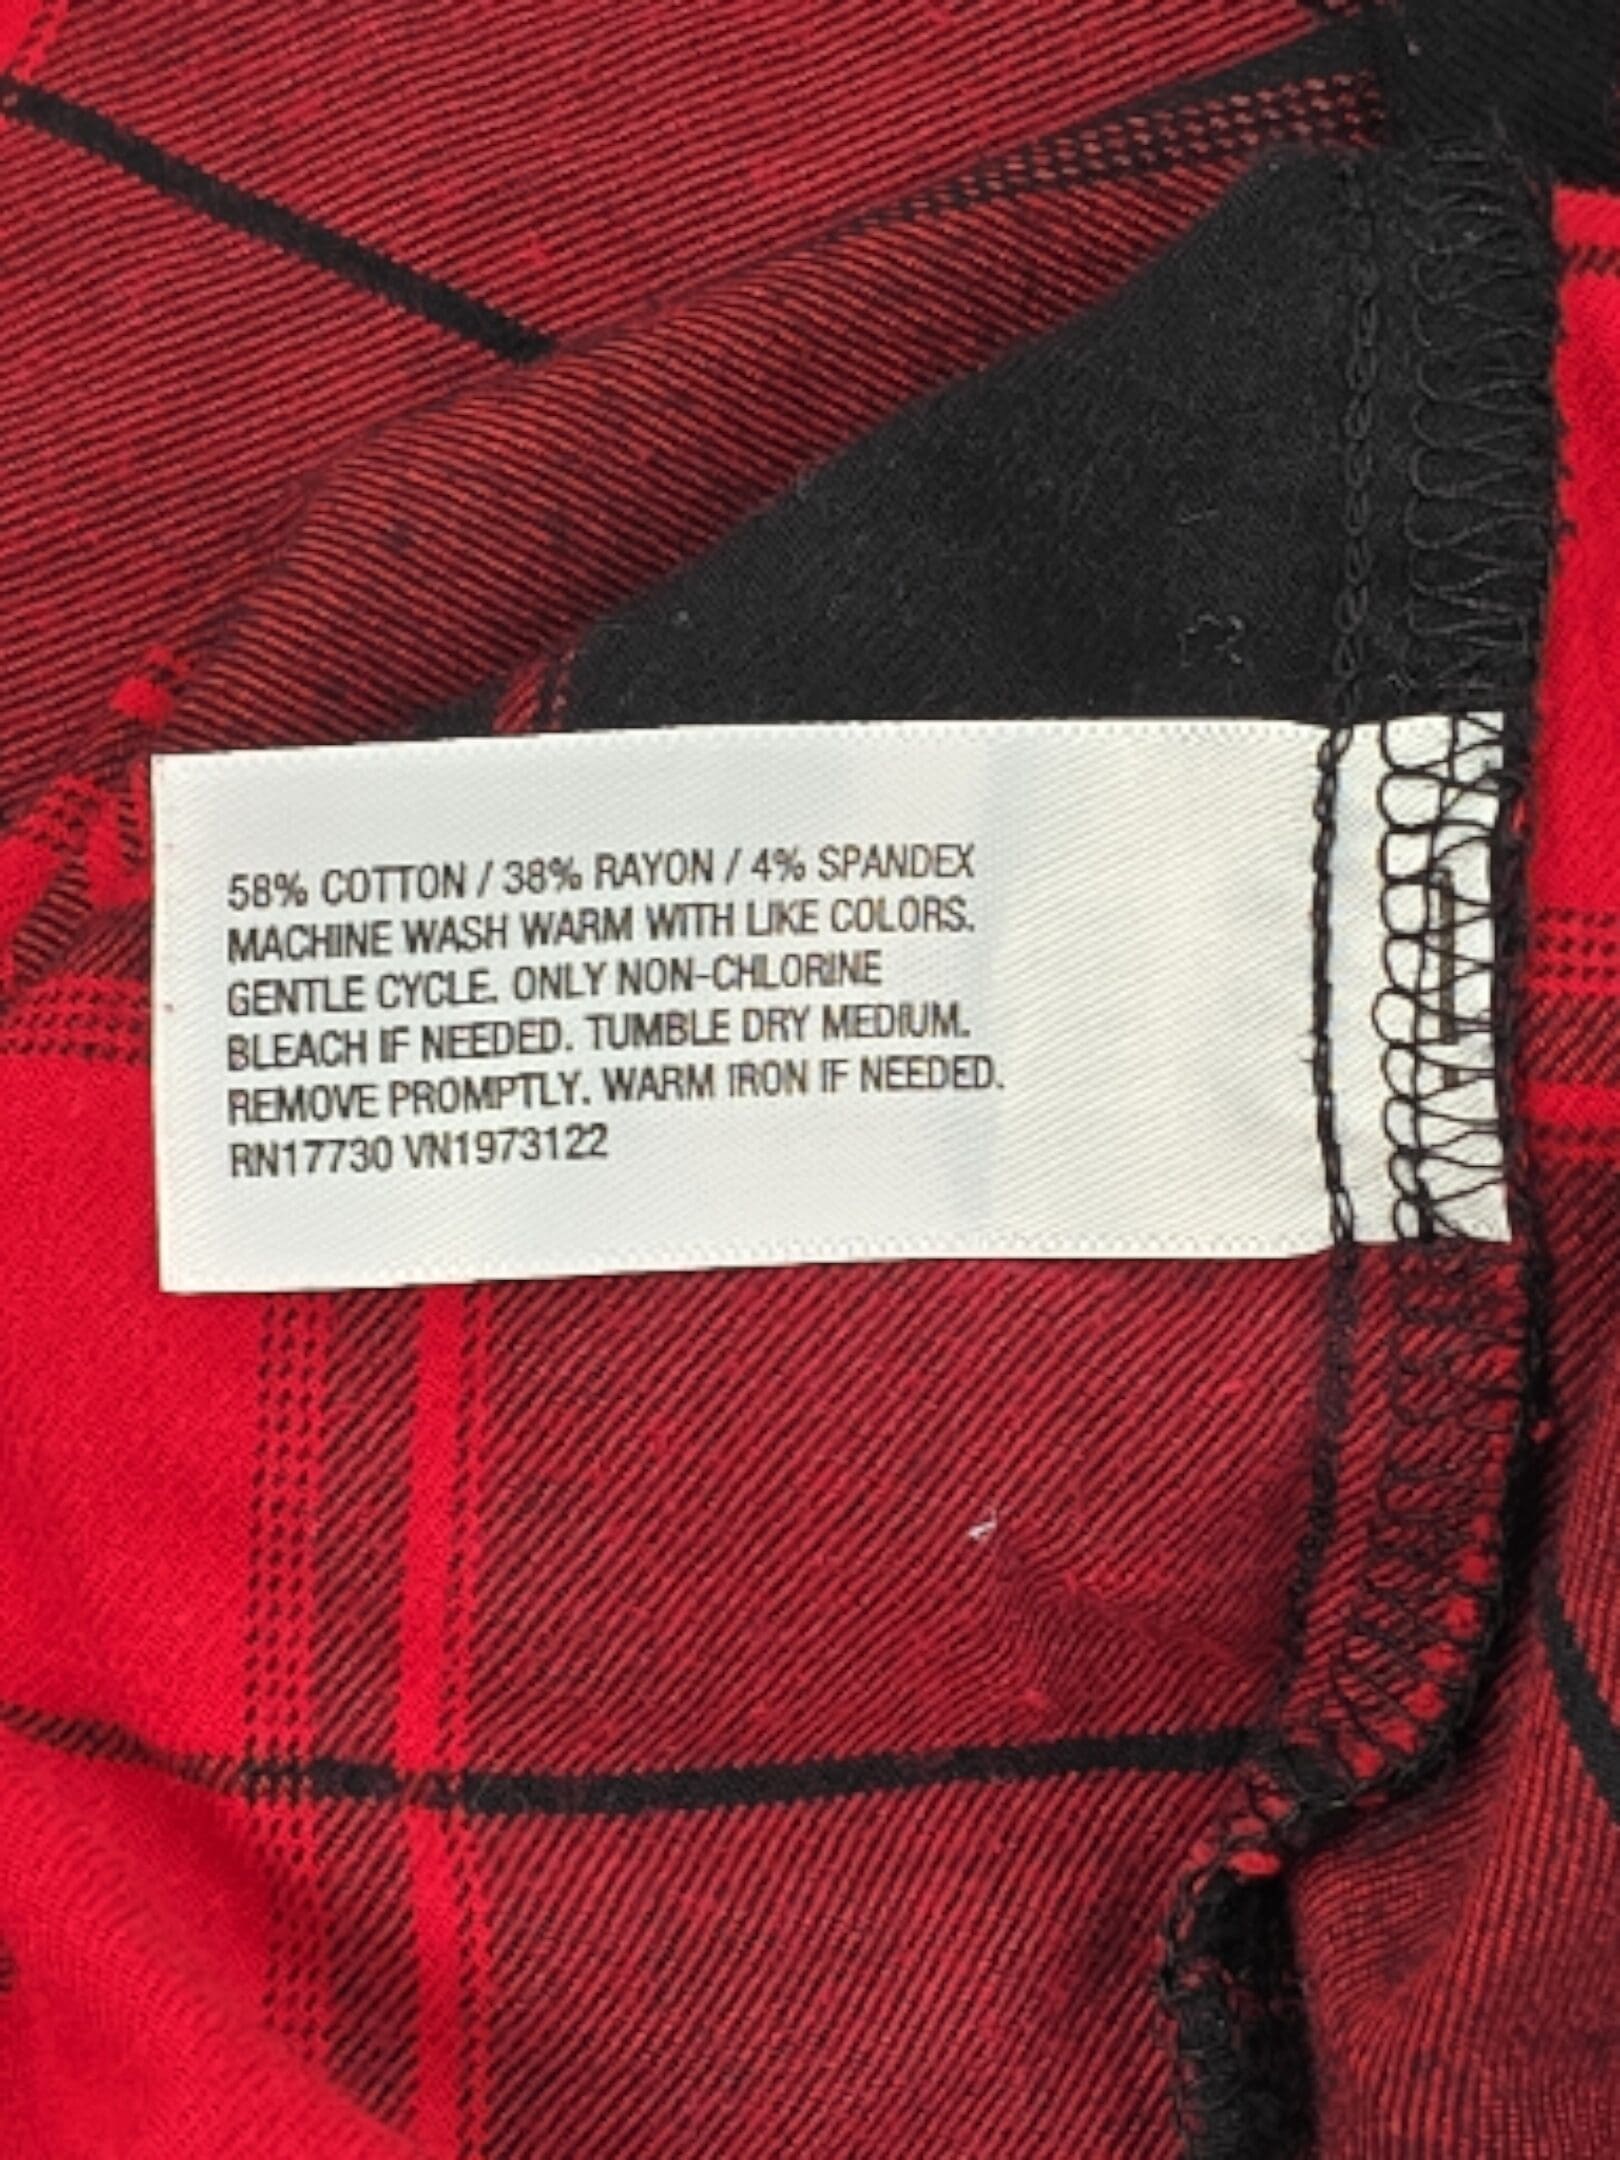 58% COTTON / 38% RAYON / 4% SPANDEX
MACHINE WASH WARM WITH LIKE COLORS.
GENTLE CYCLE. ONLY NON-CHLORINE
BLEACH IF NEEDED. TUMBLE DRY MEDIUM.
REMOVE PROMPTLY. WARM IRON IF NEEDED.
RN17730 VN1973122